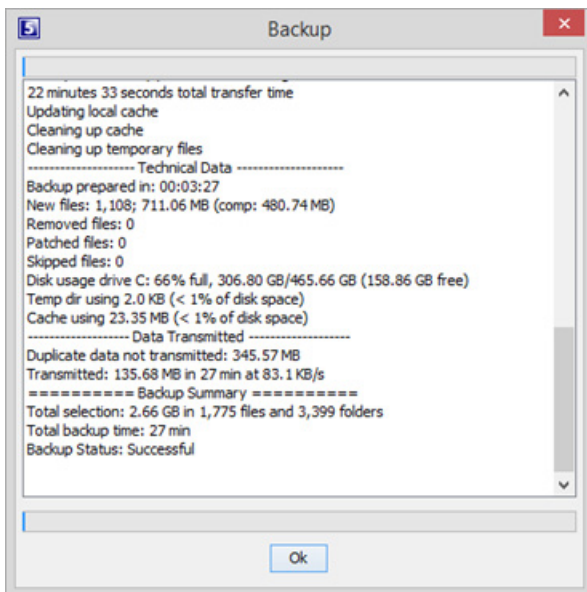 Backup
22 minutes 33 seconds total transfer time
Updating local cache
Cleaning up cache
Cleaning up temporary files
-------------------- Technical Data --------------------
Backup prepared in: 00:03:27
New files: 1,108; 711.06 MB (comp: 480.74 MB)
Removed files: 0
Patched files: 0
Skipped files: 0
Disk usage drive C: 66% full, 306.80 GB/465.66 GB (158.86 GB free)
Temp dir using 2.0 KB (< 1% of disk space)
Cache using 23.35 MB (< 1% of disk space)
------------------- Data Transmitted -------------------
Duplicate data not transmitted: 345.57 MB
Transmitted: 135.68 MB in 27 min at 83.1 KB/s
========== Backup Summary ==========
Total selection: 2.66 GB in 1,775 files and 3,399 folders
Total backup time: 27 min
Backup Status: Successful
Ok